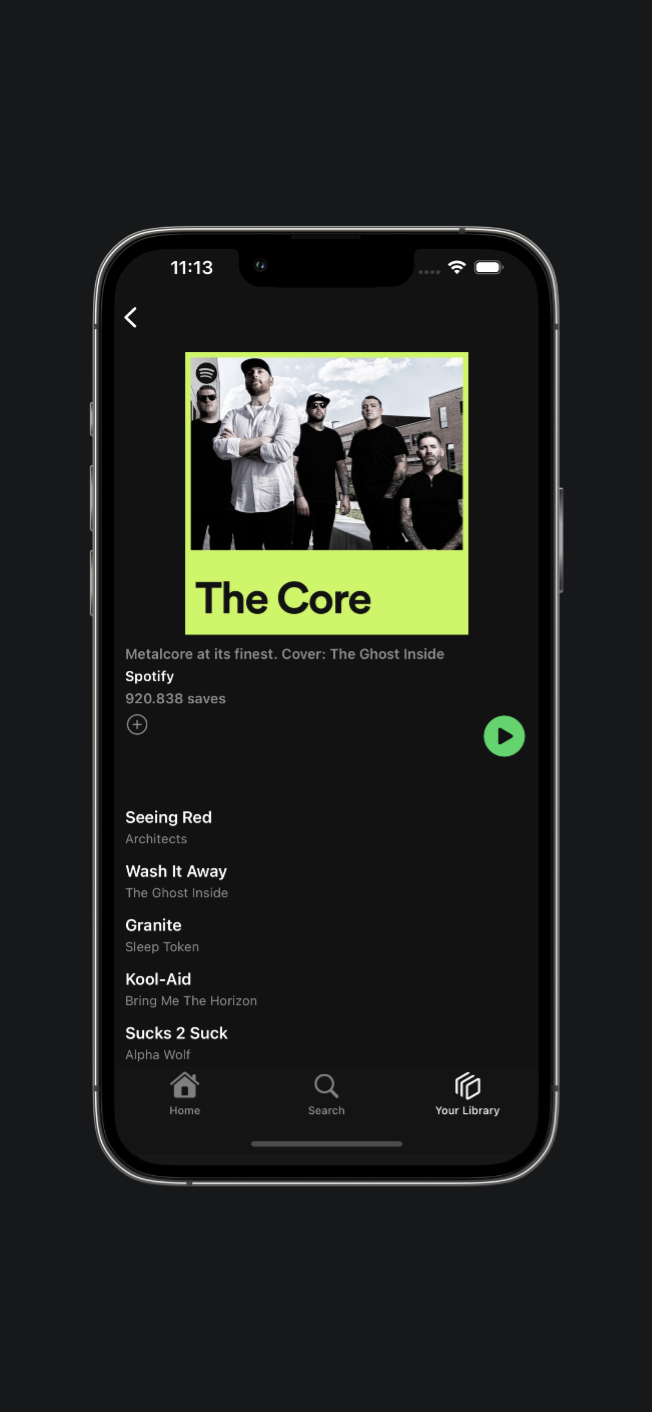 11:13
The Core
Metalcore at its finest. Cover: The Ghost Inside
Spotify
920.838 saves
Seeing Red
Architects
Wash It Away
The Ghost Inside
Granite
Sleep Token
Kool-Aid
Bring Me The Horizon
Sucks 2 Suck
Alpha Wolf
Home
Search
Your Library